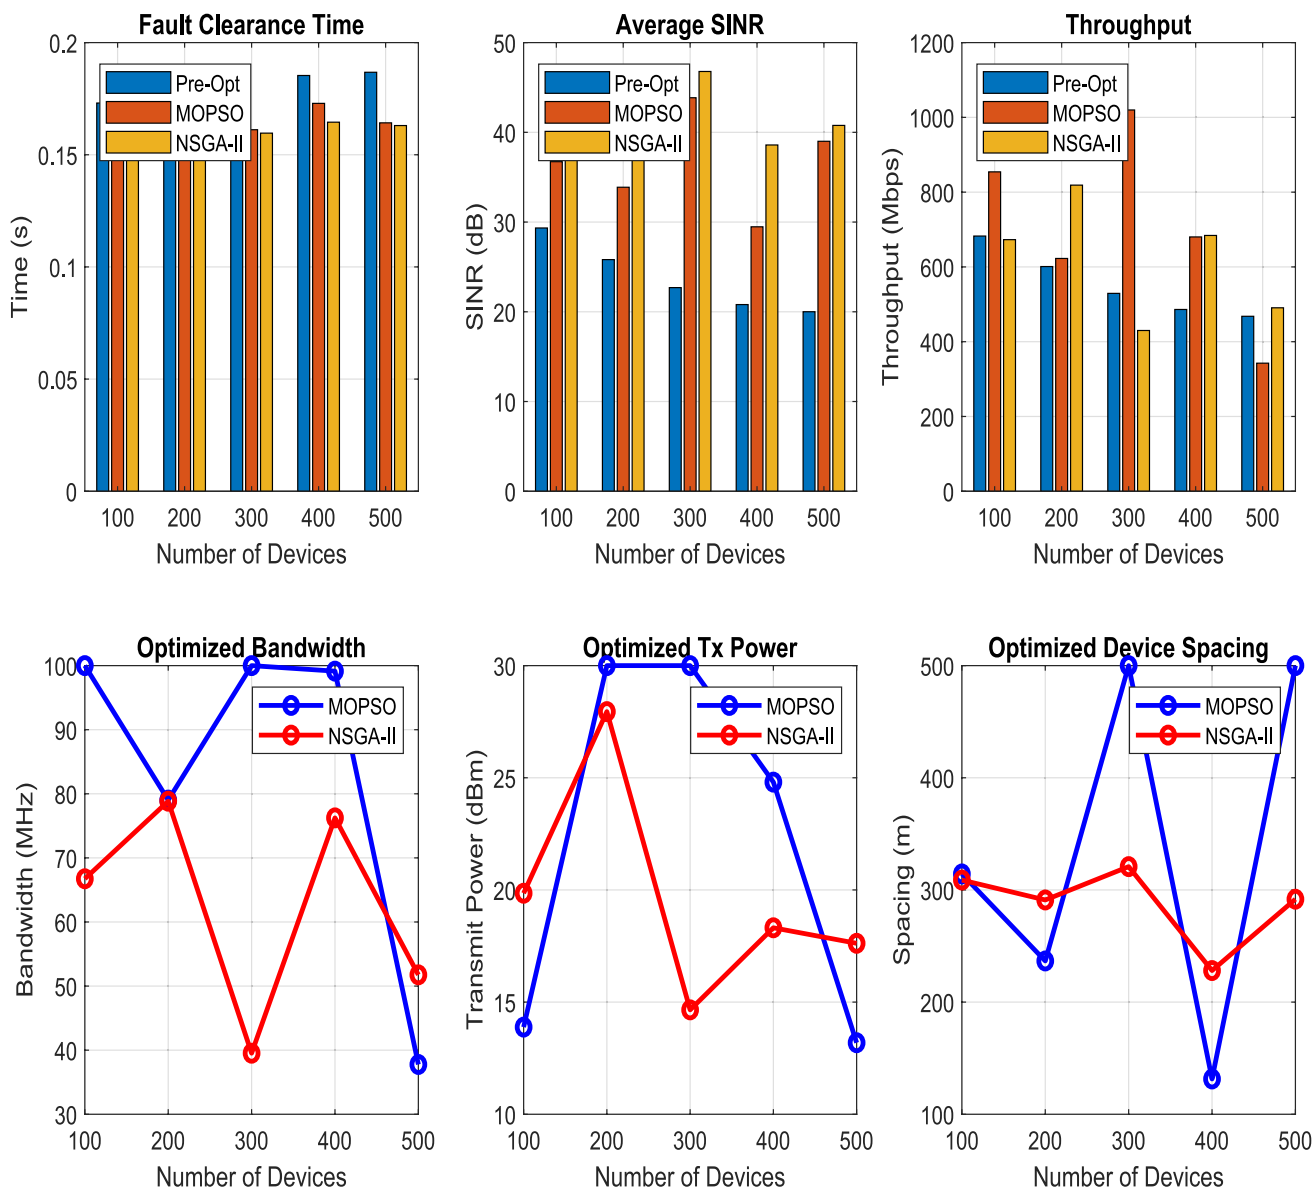 Fault Clearance Time
0.2
0.15
0.1
0.05
0
Time (s)
Pre-Opt
MOPSO
NSGA-II
100 200 300 400 500
Number of Devices
Average SINR
50
40
30
20
10
0
SINR (dB)
Pre-Opt
MOPSO
NSGA-II
100 200 300 400 500
Number of Devices
Throughput
1200
1000
800
600
400
200
0
Throughput (Mbps)
Pre-Opt
MOPSO
NSGA-II
100 200 300 400 500
Number of Devices
Optimized Bandwidth
100
90
80
70
60
50
40
30
Bandwidth (MHz)
MOPSO
NSGA-II
100 200 300 400 500
Number of Devices
Optimized Tx Power
30
25
20
15
10
Transmit Power (dBm)
MOPSO
NSGA-II
100 200 300 400 500
Number of Devices
Optimized Device Spacing
500
400
300
200
100
Spacing (m)
MOPSO
NSGA-II
100 200 300 400 500
Number of Devices